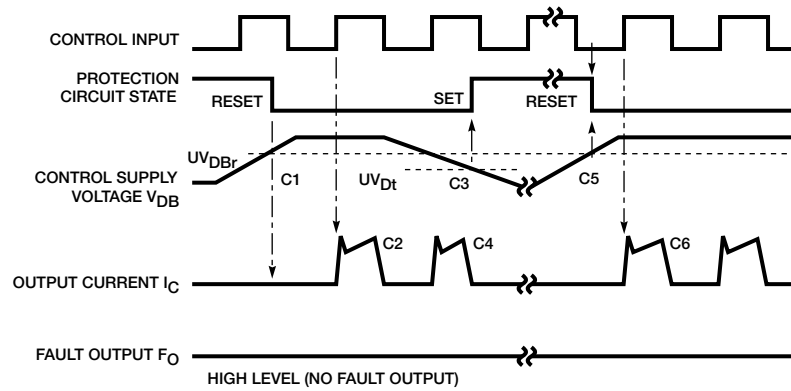 CONTROL INPUT
PROTECTION
CIRCUIT STATE
RESET
SET
RESET
UVDBr
CONTROL SUPPLY
VOLTAGE VDB
C1
UVDt
C3
C5
C2
C4
C6
OUTPUT CURRENT IC
FAULT OUTPUT FO
HIGH LEVEL (NO FAULT OUTPUT)